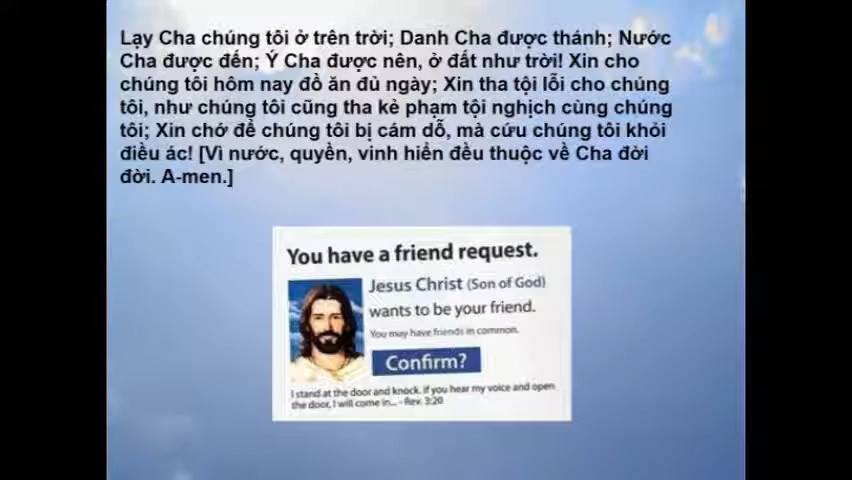 Lạy Cha chúng tôi ở trên trời; Danh Cha được thánh; Nước
Cha được đến; Ý Cha được nên, ở đất như trời! Xin cho
chúng tôi hôm nay đồ ăn đủ ngày; Xin tha tội lỗi cho chúng
tôi, như chúng tôi cũng tha kẻ phạm tội nghịch cùng chúng
tôi; Xin chớ để chúng tôi bị cám dỗ, mà cứu chúng tôi khỏi
điều ác! [Vì nước, quyền, vinh hiển đều thuộc về Cha đời
đời. A-men.]
You have a friend request.
Jesus Christ (Son of God)
wants to be your friend.
You may have friends in common.
Confirm?
I stand at the door and knock. if you hear my voice and open
the door, I will come in... - Rev. 3:20